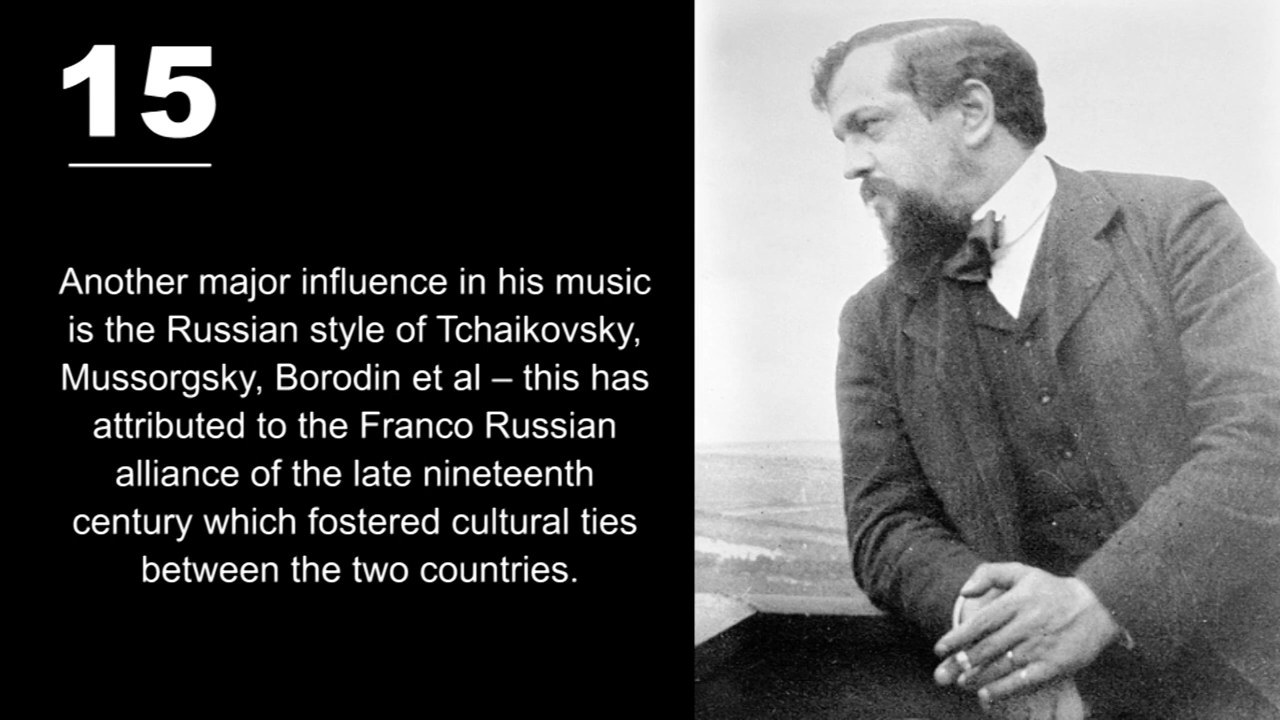 15
Another major influence in his music
is the Russian style of Tchaikovsky,
Mussorgsky, Borodin et al – this has
attributed to the Franco Russian
alliance of the late nineteenth
century which fostered cultural ties
between the two countries.